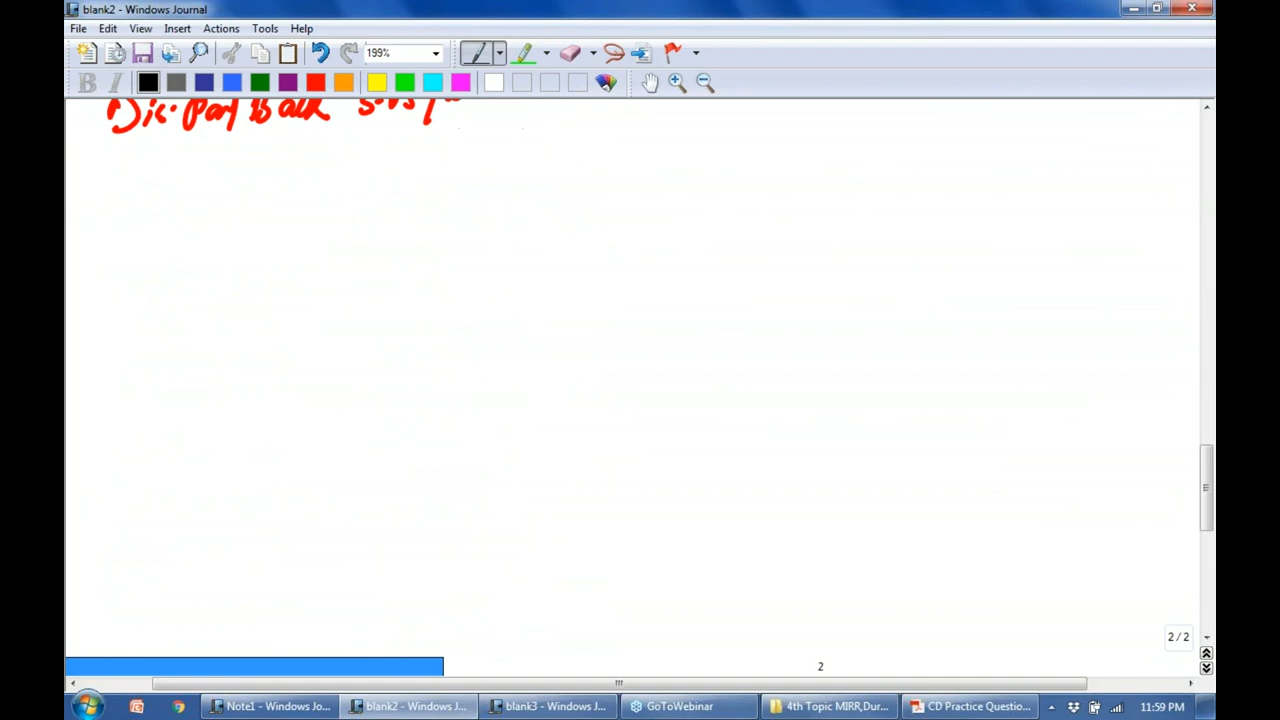 blank2 - Windows Journal
File Edit View Insert Actions Tools Help
199%
B I
Dis. Pay Back
2 / 2
2
Note1 - Windows Jo... blank2 - Windows J... blank3 - Windows J... GoToWebinar 4th Topic MIRR,Dur... CD Practice Questio... 11:59 PM